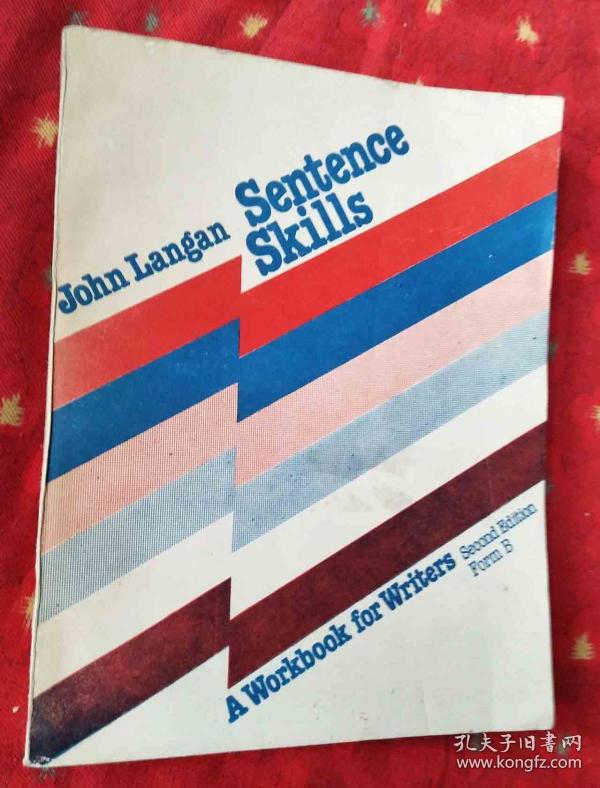 John Langan
Sentence
Skills
A Workbook for Writers
Second Edition
Form B
孔夫子旧书网
www.kongfz.com